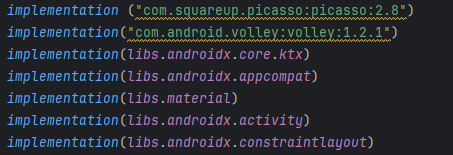 implementation ("com.squareup.picasso:picasso:2.8")
implementation("com.android.volley:volley:1.2.1")
implementation(libs.androidx.core.ktx)
implementation(libs.androidx.appcompat)
implementation(libs.material)
implementation(libs.androidx.activity)
implementation(libs.androidx.constraintlayout)